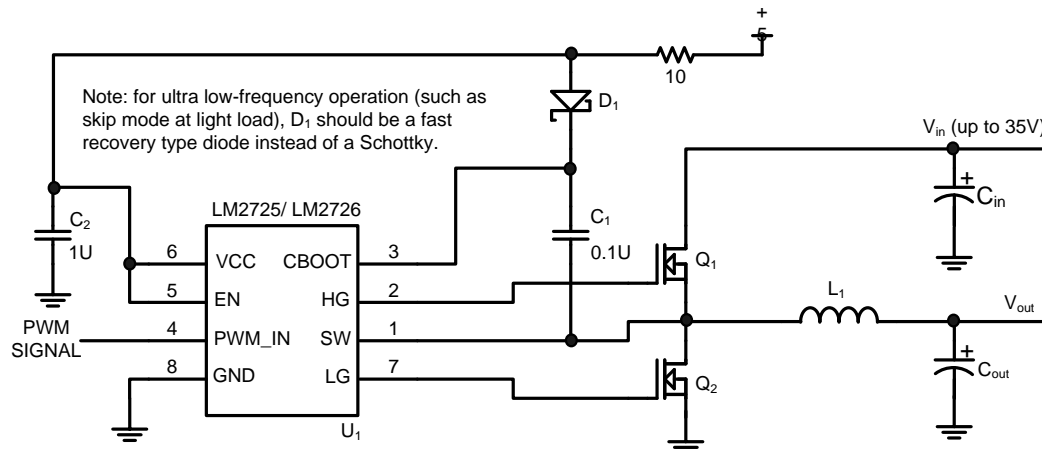 +
5
10
D1
Note: for ultra low-frequency operation (such as
skip mode at light load), D1 should be a fast
recovery type diode instead of a Schottky.
Vin (up to 35V)
+
Cin
LM2725/ LM2726
C2
1U
C1
0.1U
6
VCC
CBOOT
3
Q1
5
EN
HG
2
L1
Vout
PWM
SIGNAL
4
PWM_IN
SW
1
+
Cout
8
GND
LG
7
Q2
U1